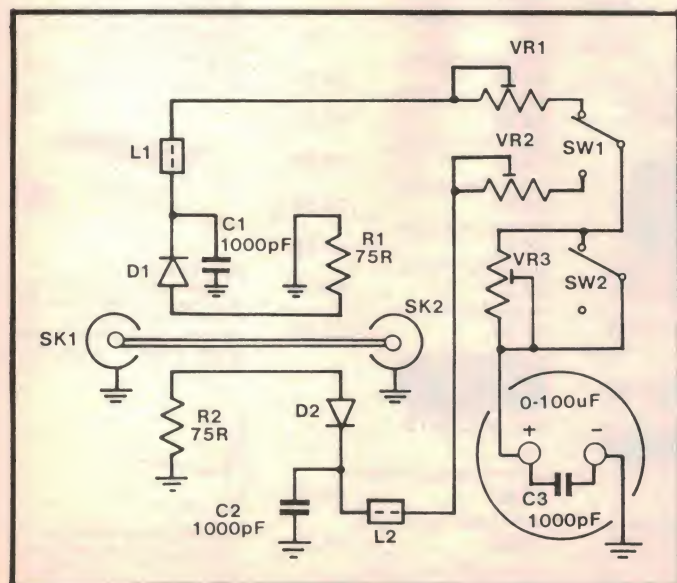 VR1
L1
VR2
SW1
C1
1000pF
R1
75R
D1
VR3
SW2
SK2
SK1
0-100uF
D2
R2
75R
+ -
C3
1000pF
C2
1000pF
L2